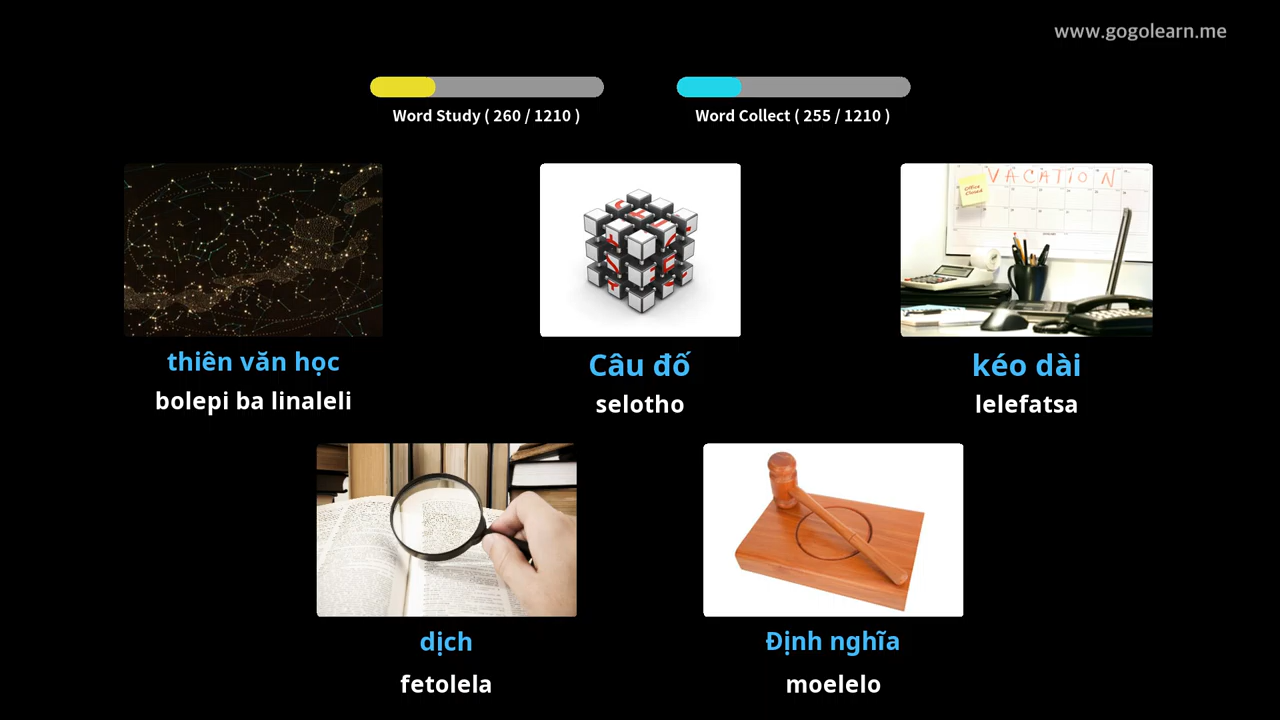 www.gogolearn.me
Word Study ( 260 / 1210 )
Word Collect ( 255 / 1210 )
VACATION
thiên văn học
bolepi ba linaleli
Câu đố
selotho
kéo dài
lelefatsa
dịch
fetolela
Định nghĩa
moelelo